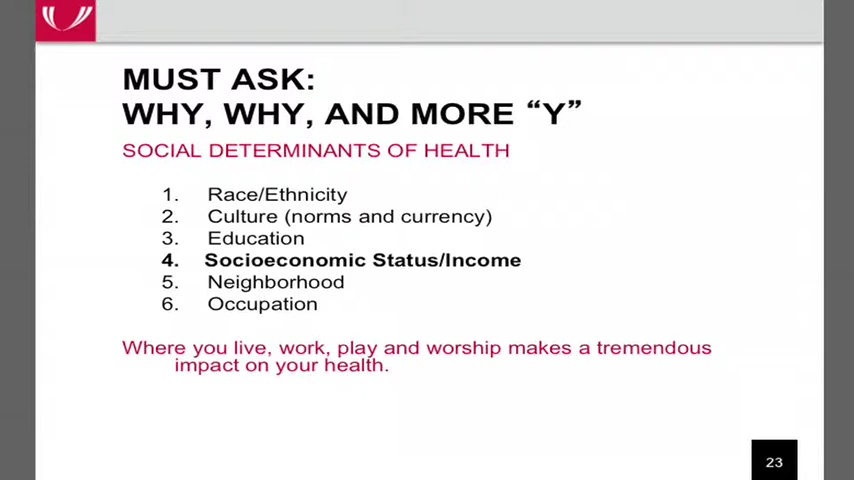 MUST ASK:
WHY, WHY, AND MORE “Y”
SOCIAL DETERMINANTS OF HEALTH
1. Race/Ethnicity
2. Culture (norms and currency)
3. Education
4. Socioeconomic Status/Income
5. Neighborhood
6. Occupation
Where you live, work, play and worship makes a tremendous
impact on your health.
23